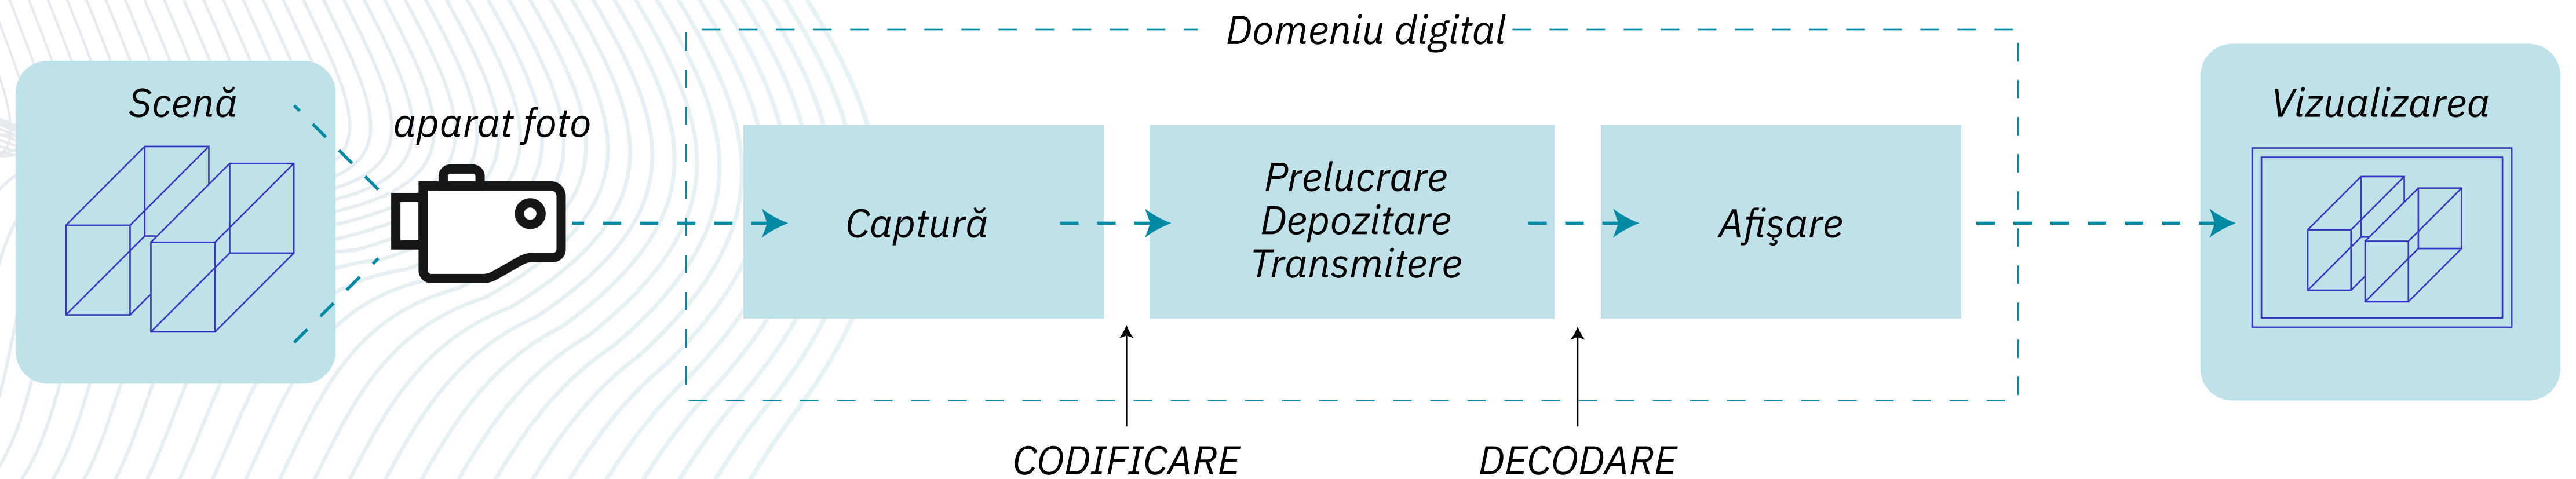 Domeniu digital
Scenă
aparat foto
Captură
Prelucrare
Depozitare
Transmitere
Afişare
Vizualizarea
CODIFICARE
DECODARE